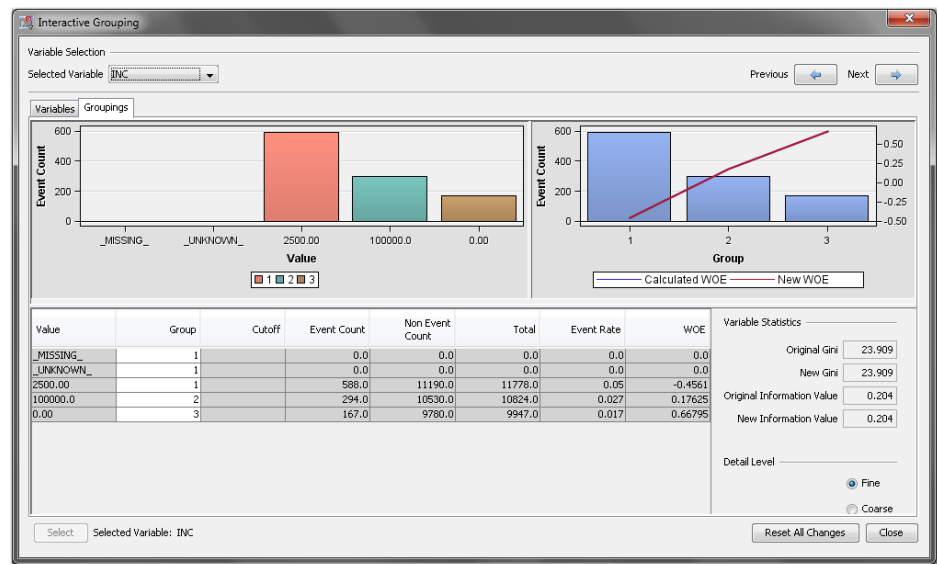 Interactive Grouping
Variable Selection
Selected Variable INC
Previous Next
Variables Groupings
Event Count
600
400
200
0
_MISSING_ _UNKNOWN_ 2500.00 100000.0 0.00
Value
1 2 3
Event Count
600
400
200
0
0.50
0.25
0.00
-0.25
-0.50
1 2 3
Group
Calculated WOE New WOE
Value Group Cutoff Event Count Non Event Count Total Event Rate WOE
_MISSING_ 1 0.0 0.0 0.0 0.0 0.0
_UNKNOWN_ 1 0.0 0.0 0.0 0.0 0.0
2500.00 1 588.0 11190.0 11778.0 0.05 -0.4561
100000.0 2 294.0 10530.0 10824.0 0.027 0.17625
0.00 3 167.0 9780.0 9947.0 0.017 0.66795
Variable Statistics
Original Gini 23.909
New Gini 23.909
Original Information Value 0.204
New Information Value 0.204
Detail Level
Fine
Coarse
Select Selected Variable: INC
Reset All Changes Close